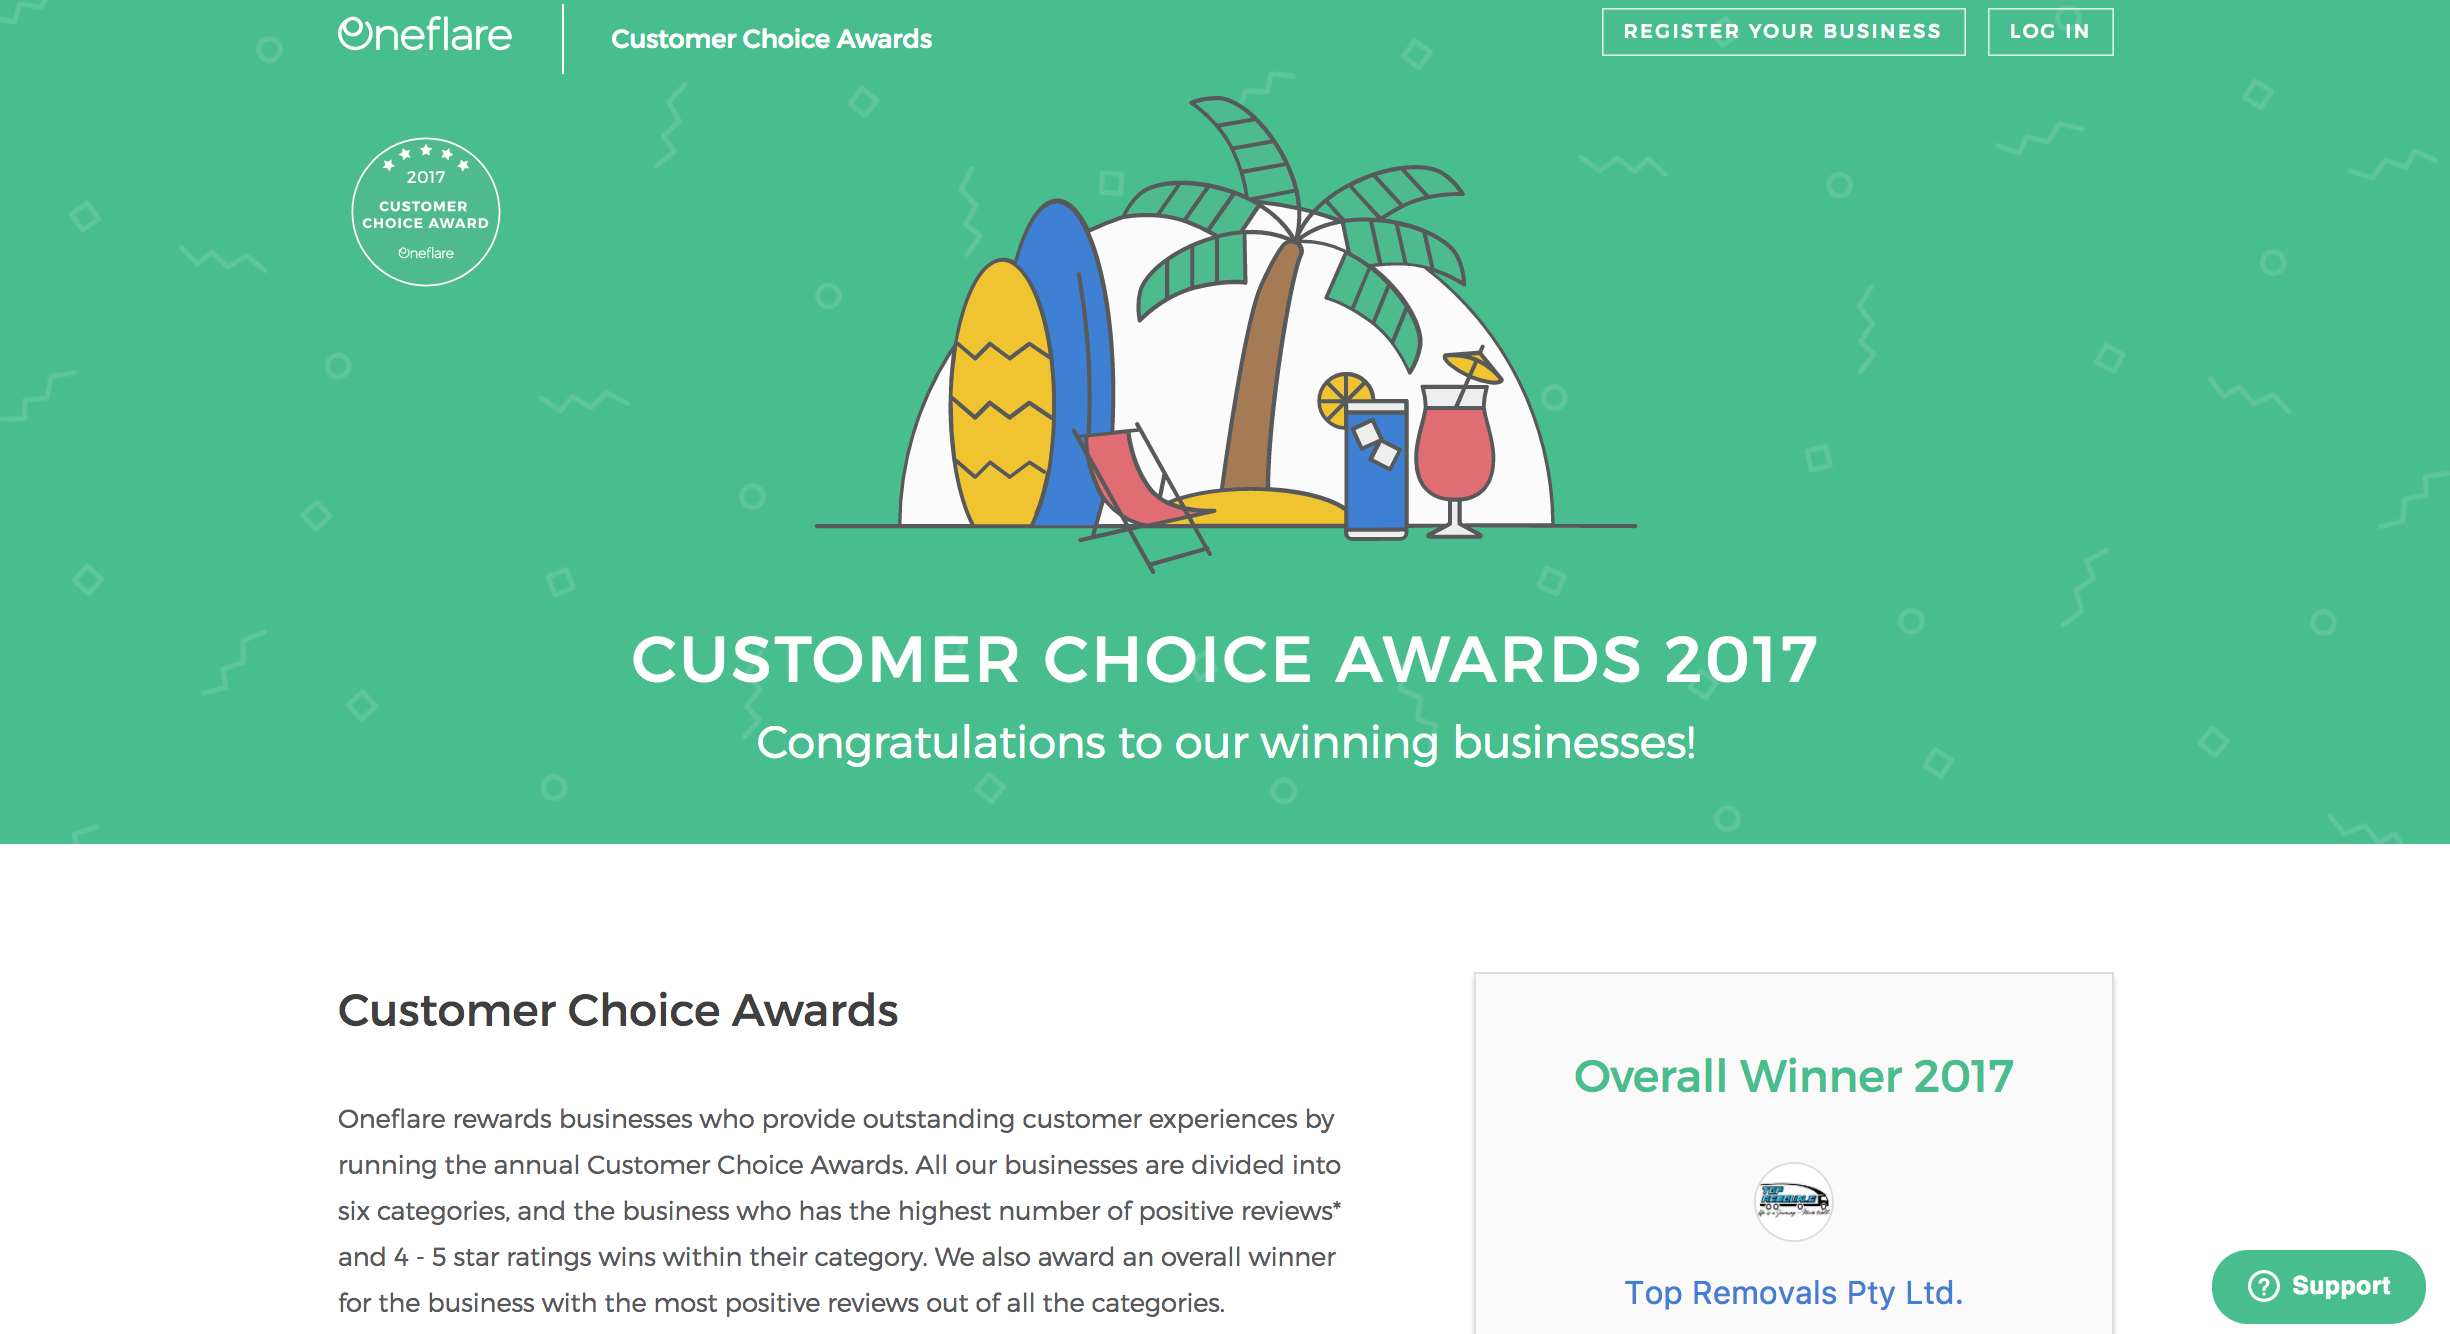 Oneflare
Customer Choice Awards
REGISTER YOUR BUSINESS
LOG IN
2017
CUSTOMER
CHOICE AWARD
Oneflare
CUSTOMER CHOICE AWARDS 2017
Congratulations to our winning businesses!
Customer Choice Awards
Oneflare rewards businesses who provide outstanding customer experiences by
running the annual Customer Choice Awards. All our businesses are divided into
six categories, and the business who has the highest number of positive reviews*
and 4 - 5 star ratings wins within their category. We also award an overall winner
for the business with the most positive reviews out of all the categories.
Overall Winner 2017
TOP
REMOVALS
Top Removals Pty Ltd.
Support